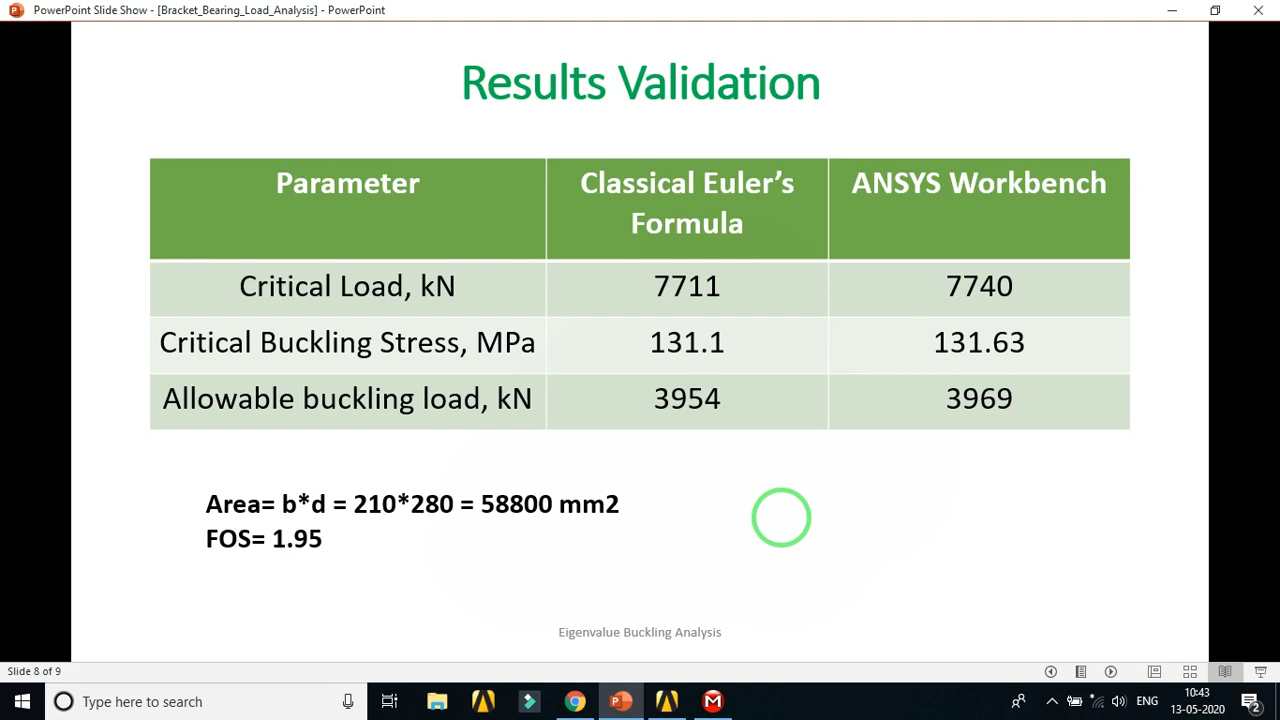 PowerPoint Slide Show - [Bracket_Bearing_Load_Analysis] - PowerPoint
Results Validation
Parameter
Classical Euler’s
Formula
ANSYS Workbench
Critical Load, kN
7711
7740
Critical Buckling Stress, MPa
131.1
131.63
Allowable buckling load, kN
3954
3969
Area= b*d = 210*280 = 58800 mm2
FOS= 1.95
Eigenvalue Buckling Analysis
Slide 8 of 9
Type here to search
ENG
10:43
13-05-2020
2